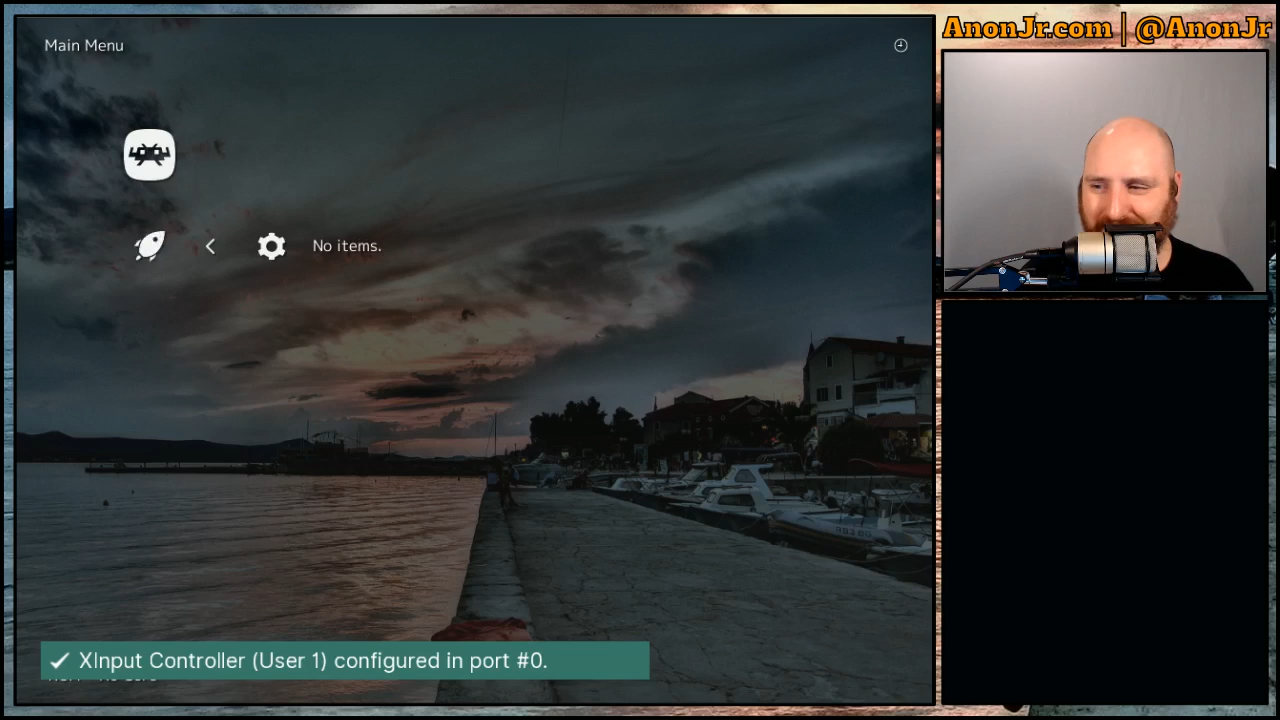 Main Menu
AnonJr.com | @AnonJr
No items.
XInput Controller (User 1) configured in port #0.